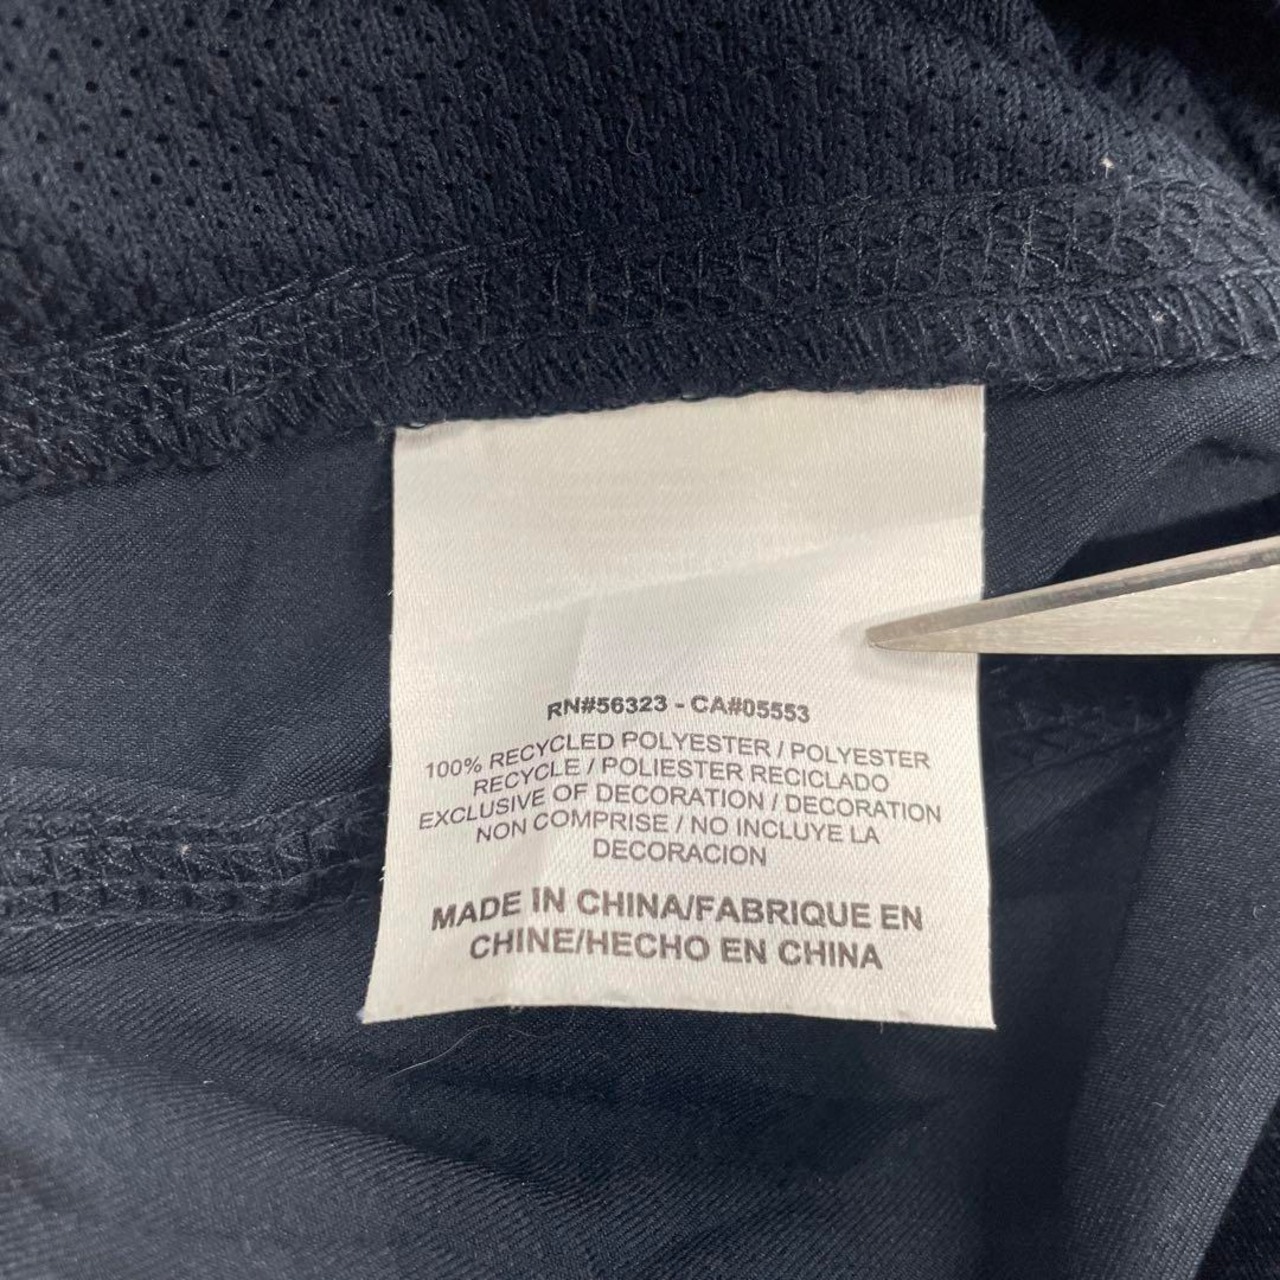 RN#56323 - CA#05553
100% RECYCLED POLYESTER / POLYESTER
RECYCLE / POLIESTER RECICLADO
EXCLUSIVE OF DECORATION / DECORATION
NON COMPRISE / NO INCLUYE LA
DECORACION
MADE IN CHINA/FABRIQUE EN
CHINE/HECHO EN CHINA